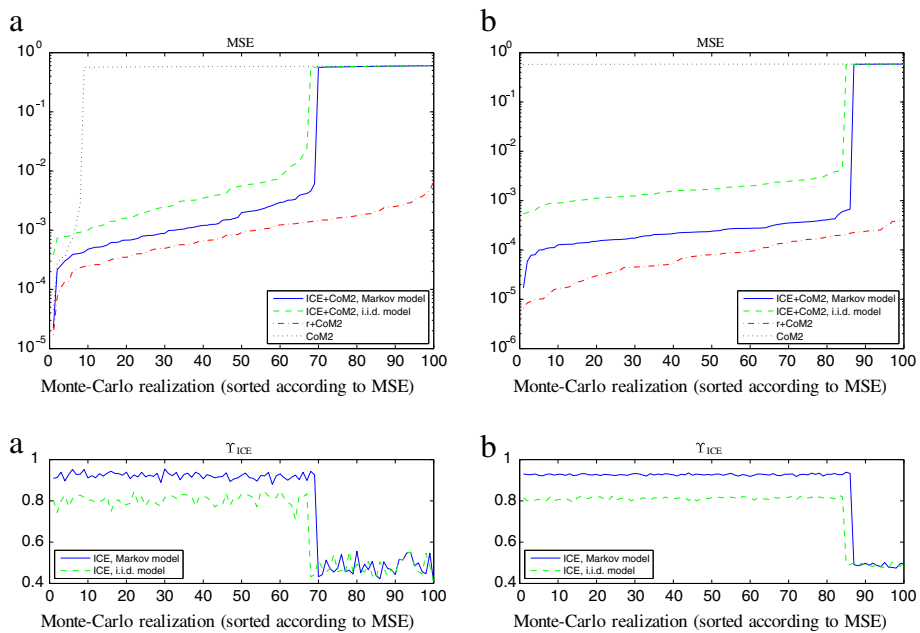 a
MSE
10^0
10^-1
10^-2
10^-3
10^-4
10^-5
0 10 20 30 40 50 60 70 80 90 100
ICE+CoM2, Markov model
ICE+CoM2, i.i.d. model
r+CoM2
CoM2
Monte-Carlo realization (sorted according to MSE)
b
MSE
10^0
10^-1
10^-2
10^-3
10^-4
10^-5
10^-6
0 10 20 30 40 50 60 70 80 90 100
ICE+CoM2, Markov model
ICE+CoM2, i.i.d. model
r+CoM2
CoM2
Monte-Carlo realization (sorted according to MSE)
a
ϒ_ICE
1
0.8
0.6
0.4
0 10 20 30 40 50 60 70 80 90 100
ICE, Markov model
ICE, i.i.d. model
Monte-Carlo realization (sorted according to MSE)
b
ϒ_ICE
1
0.8
0.6
0.4
0 10 20 30 40 50 60 70 80 90 100
ICE, Markov model
ICE, i.i.d. model
Monte-Carlo realization (sorted according to MSE)